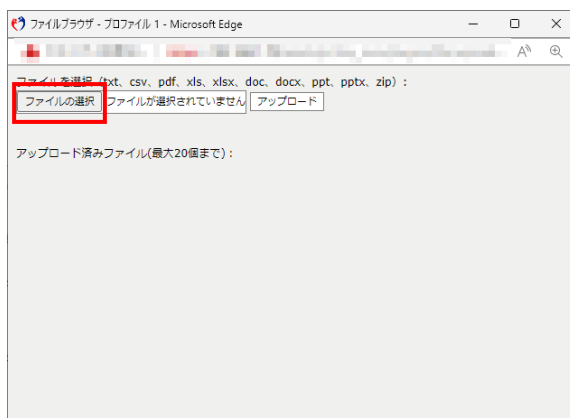 ファイルブラウザ - プロファイル 1 - Microsoft Edge
ファイルを選択（txt、csv、pdf、xls、xlsx、doc、docx、ppt、pptx、zip）:
ファイルの選択 ファイルが選択されていません アップロード
アップロード済みファイル(最大20個まで)：